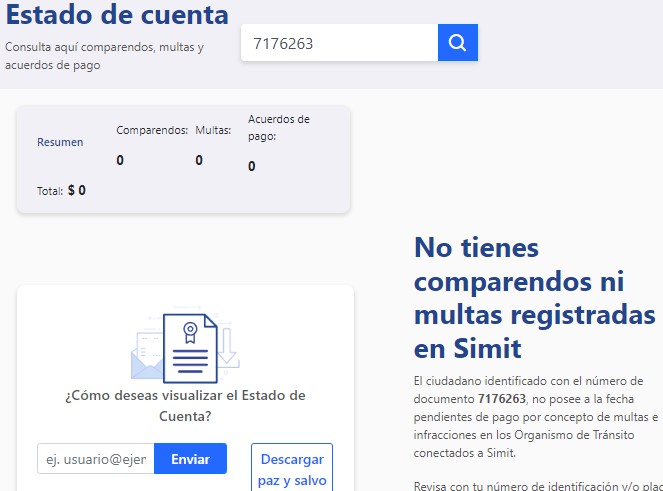 Estado de cuenta
Consulta aquí comparendos, multas y
acuerdos de pago
7176263
Resumen
Comparendos:
0
Multas:
0
Acuerdos de
pago:
0
Total: $ 0
No tienes
comparendos ni
multas registradas
en Simit
El ciudadano identificado con el número de
documento 7176263, no posee a la fecha
pendientes de pago por concepto de multas e
infracciones en los Organismo de Tránsito
conectados a Simit.
Revisa con tu número de identificación y/o plac
¿Cómo deseas visualizar el Estado de
Cuenta?
ej. usuario@ejer
Enviar
Descargar
paz y salvo